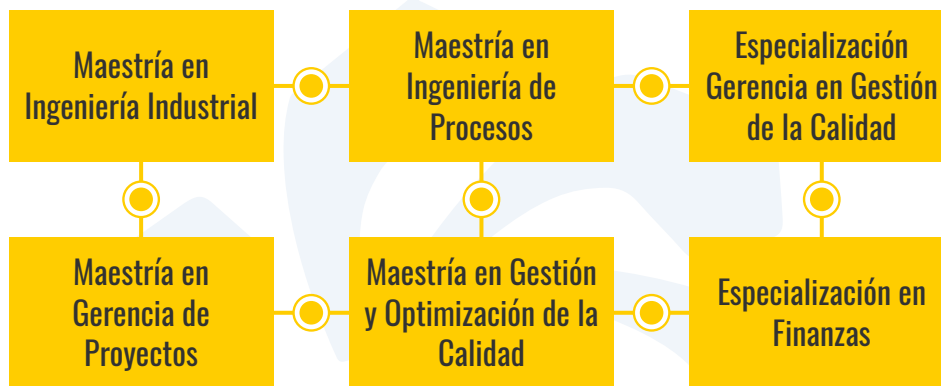 Maestría en
Ingeniería Industrial
Maestría en
Ingeniería de
Procesos
Especialización
Gerencia en Gestión
de la Calidad
Maestría en
Gerencia de
Proyectos
Maestría en Gestión
y Optimización de la
Calidad
Especialización en
Finanzas